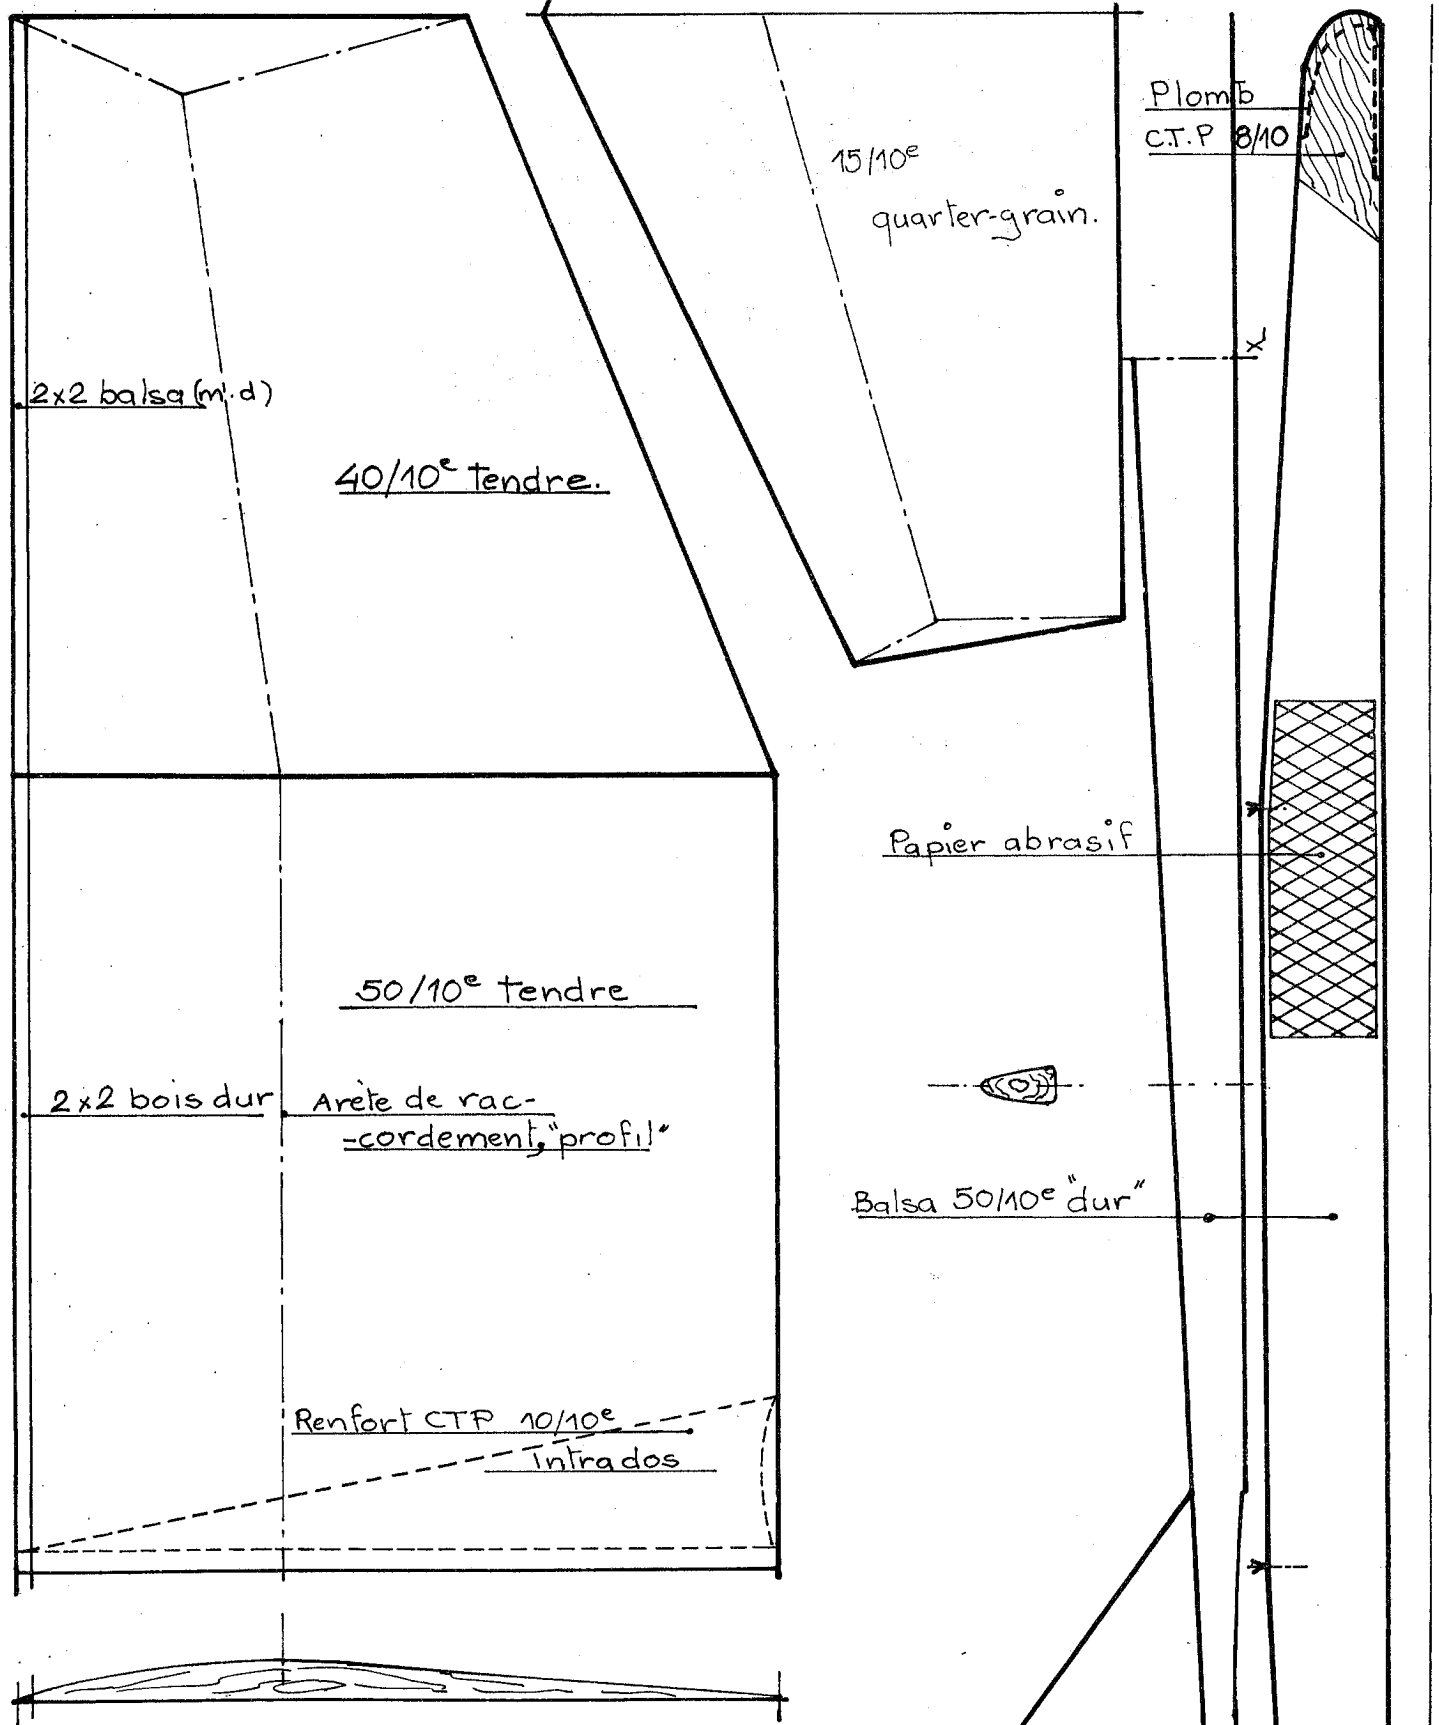 Plomb
C.T.P 8/10
15/10e
quarter-grain.
2x2 balsa (m.d)
40/10e tendre.
Papier abrasif
50/10e tendre
2x2 bois dur
Arète de rac-
-cordement, "profil"
Balsa 50/10e "dur"
Renfort CTP 10/10e
Intrados